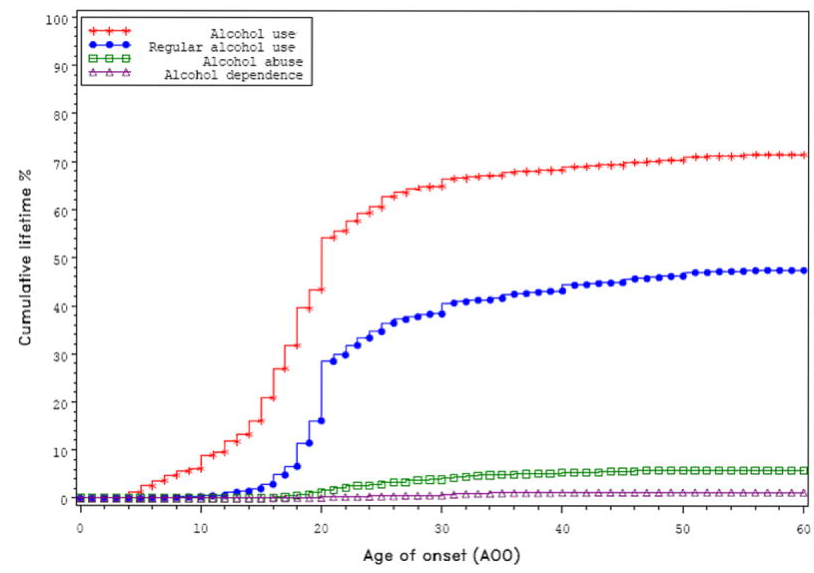 100
90
80
70
60
50
40
30
20
10
0
Cumulative lifetime %
Alcohol use
Regular alcohol use
Alcohol abuse
Alcohol dependence
0 10 20 30 40 50 60
Age of onset (AOO)